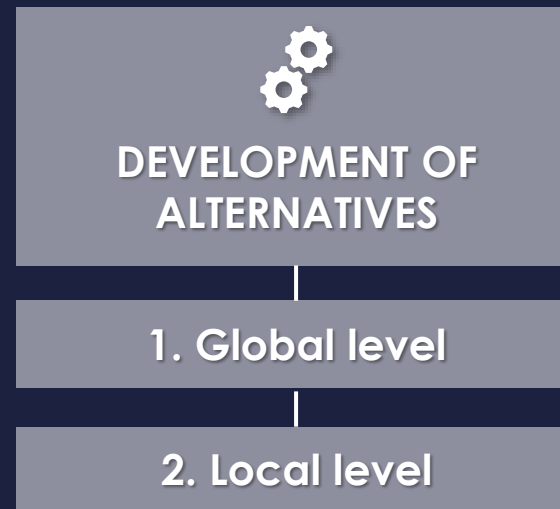 DEVELOPMENT OF
ALTERNATIVES
1. Global level
2. Local level